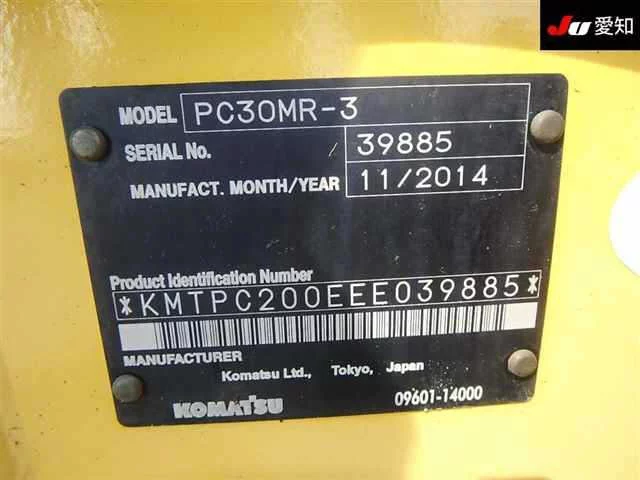 JU 愛知
MODEL PC30MR-3
SERIAL No. 39885
MANUFACT. MONTH/YEAR 11/2014
Product Identification Number
*KMTPC200EEE039885*
MANUFACTURER
Komatsu Ltd., Tokyo, Japan
KOMATSU 09601-14000